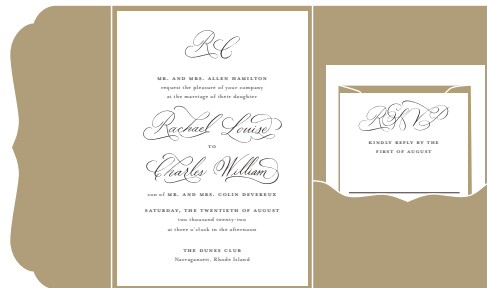 RC
MR. AND MRS. ALLEN HAMILTON
request the pleasure of your company
at the marriage of their daughter
Rachael Louise
TO
Charles William
son of MR. AND MRS. COLIN DEVEREUX
SATURDAY, THE TWENTIETH OF AUGUST
two thousand twenty-two
at three o'clock in the afternoon
THE DUNES CLUB
Narragansett, Rhode Island
RSVP
KINDLY REPLY BY THE
FIRST OF AUGUST